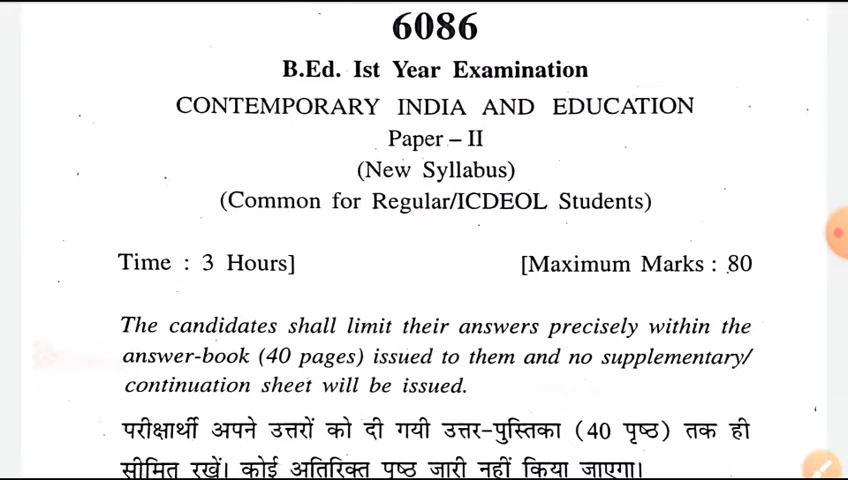 6086
B.Ed. Ist Year Examination
CONTEMPORARY INDIA AND EDUCATION
Paper – II
(New Syllabus)
(Common for Regular/ICDEOL Students)
Time : 3 Hours] [Maximum Marks : 80
The candidates shall limit their answers precisely within the
answer-book (40 pages) issued to them and no supplementary/
continuation sheet will be issued.
परीक्षार्थी अपने उत्तरों को दी गयी उत्तर-पुस्तिका (40 पृष्ठ) तक ही
सीमित रखें। कोई अतिरिक्त पृष्ठ जारी नहीं किया जाएगा।